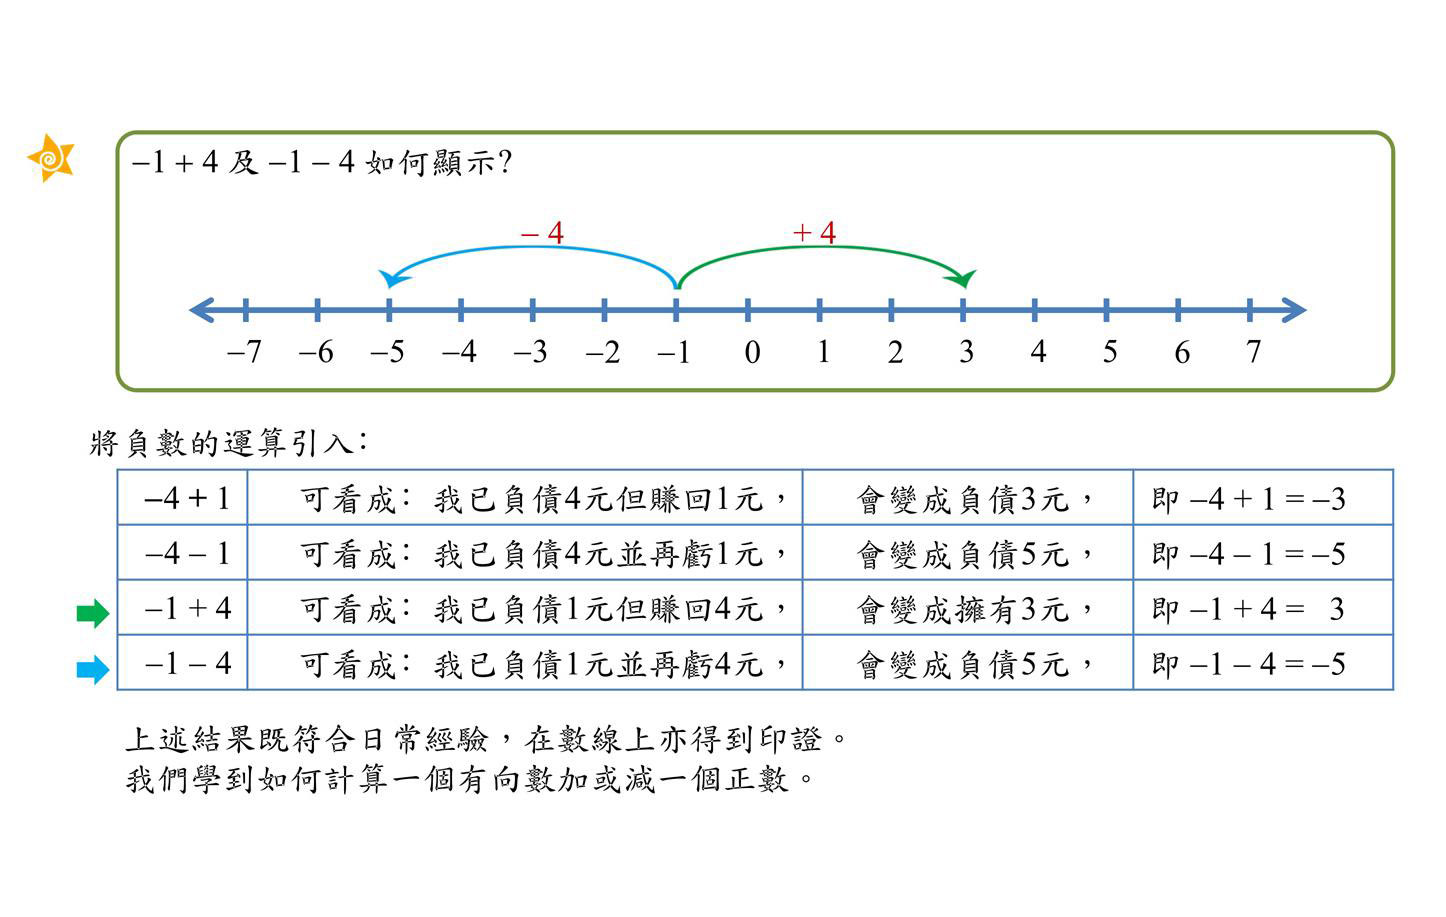 –1 + 4 及 –1 – 4 如何顯示?
– 4 + 4
–7 –6 –5 –4 –3 –2 –1 0 1 2 3 4 5 6 7
將負數的運算引入：
–4 + 1 可看成：我已負債4元但賺回1元， 會變成負債3元， 即 –4 + 1 = –3
–4 – 1 可看成：我已負債4元並再虧1元， 會變成負債5元， 即 –4 – 1 = –5
–1 + 4 可看成：我已負債1元但賺回4元， 會變成擁有3元， 即 –1 + 4 = 3
–1 – 4 可看成：我已負債1元並再虧4元， 會變成負債5元， 即 –1 – 4 = –5
上述結果既符合日常經驗，在數線上亦得到印證。
我們學到如何計算一個有向數加或減一個正數。